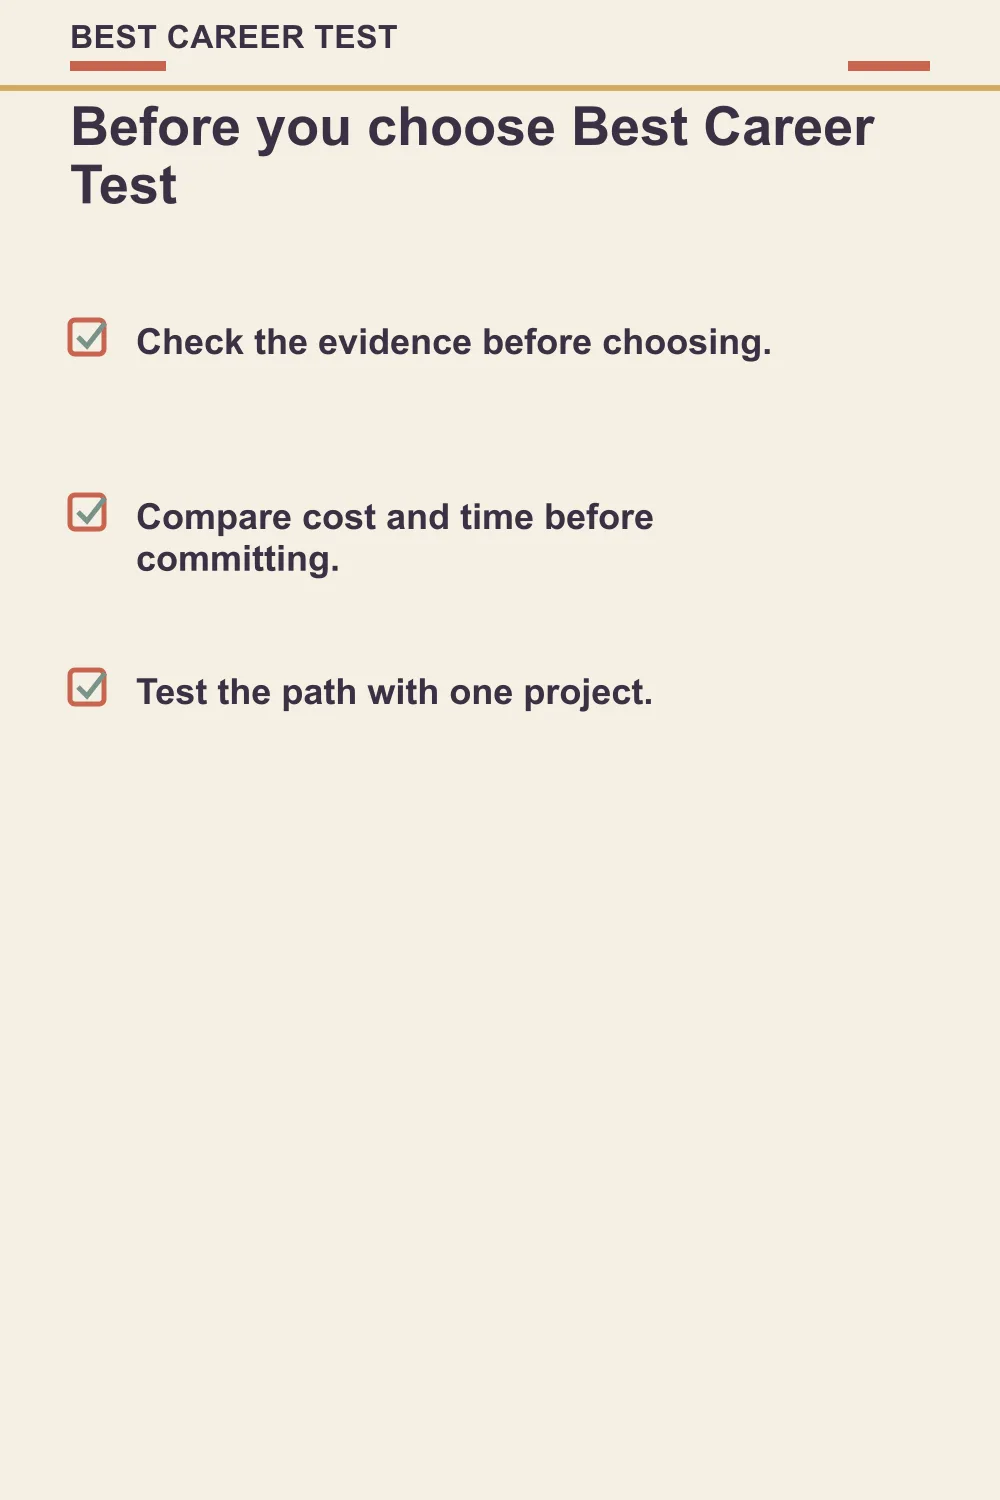 BEST CAREER TEST
Before you choose Best Career
Test
Check the evidence before choosing.
Compare cost and time before
committing.
Test the path with one project.